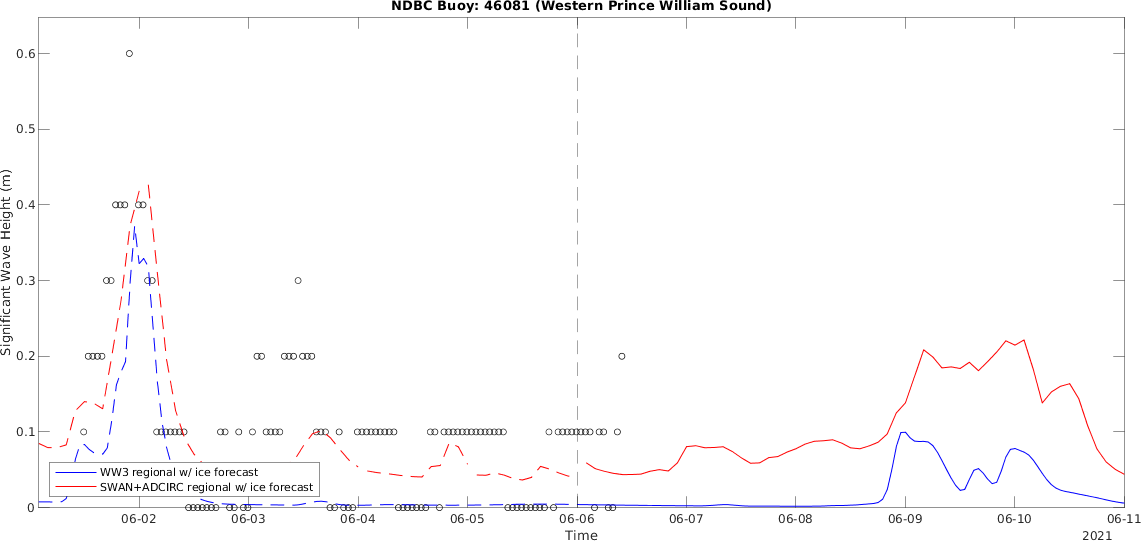 NDBC Buoy: 46081 (Western Prince William Sound)
Significant Wave Height (m)
0.6
0.5
0.4
0.3
0.2
0.1
0
WW3 regional w/ ice forecast
SWAN+ADCIRC regional w/ ice forecast
06-02 06-03 06-04 06-05 06-06 06-07 06-08 06-09 06-10 06-11
Time
2021